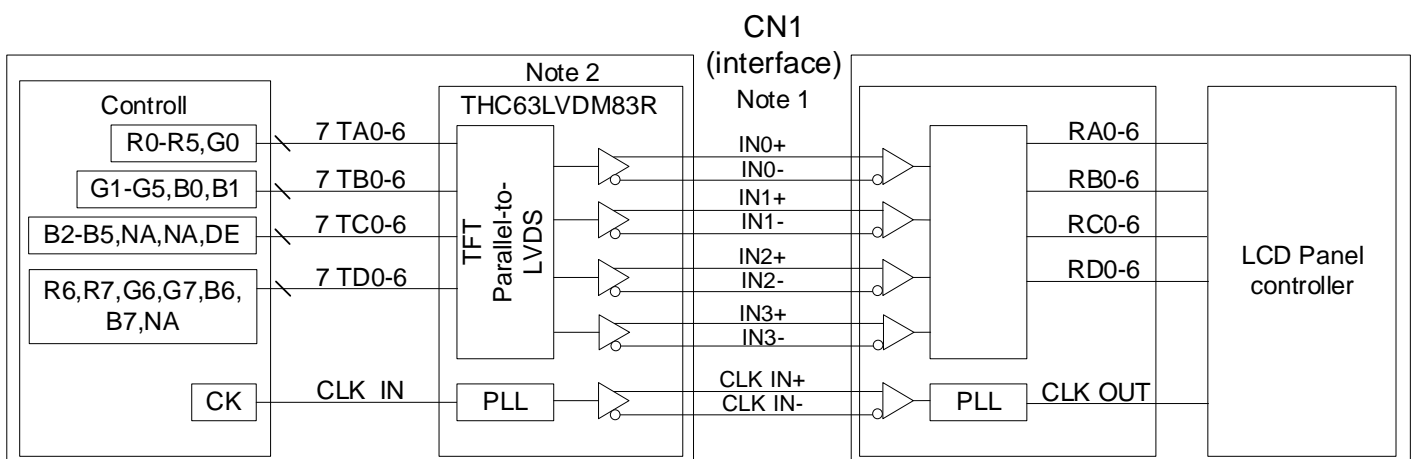 CN1
(interface)
Note 1
Note 2
THC63LVDM83R
Controll
R0-R5,G0
7 TA0-6
G1-G5,B0,B1
7 TB0-6
B2-B5,NA,NA,DE
7 TC0-6
R6,R7,G6,G7,B6,
B7,NA
7 TD0-6
CK
CLK IN
TFT
Parallel-to-
LVDS
PLL
IN0+
IN0-
IN1+
IN1-
IN2+
IN2-
IN3+
IN3-
CLK IN+
CLK IN-
PLL
RA0-6
RB0-6
RC0-6
RD0-6
CLK OUT
LCD Panel
controller